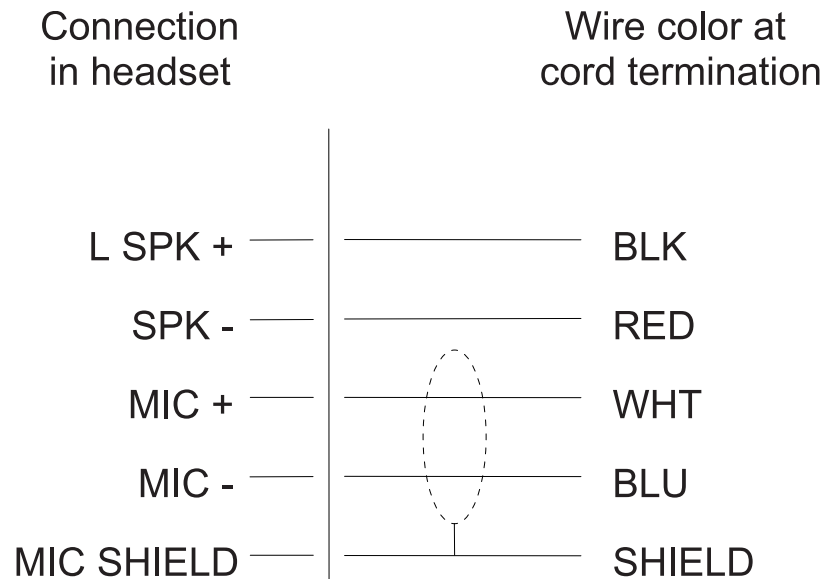 Connection
in headset
Wire color at
cord termination
L SPK + BLK
SPK - RED
MIC + WHT
MIC - BLU
MIC SHIELD SHIELD